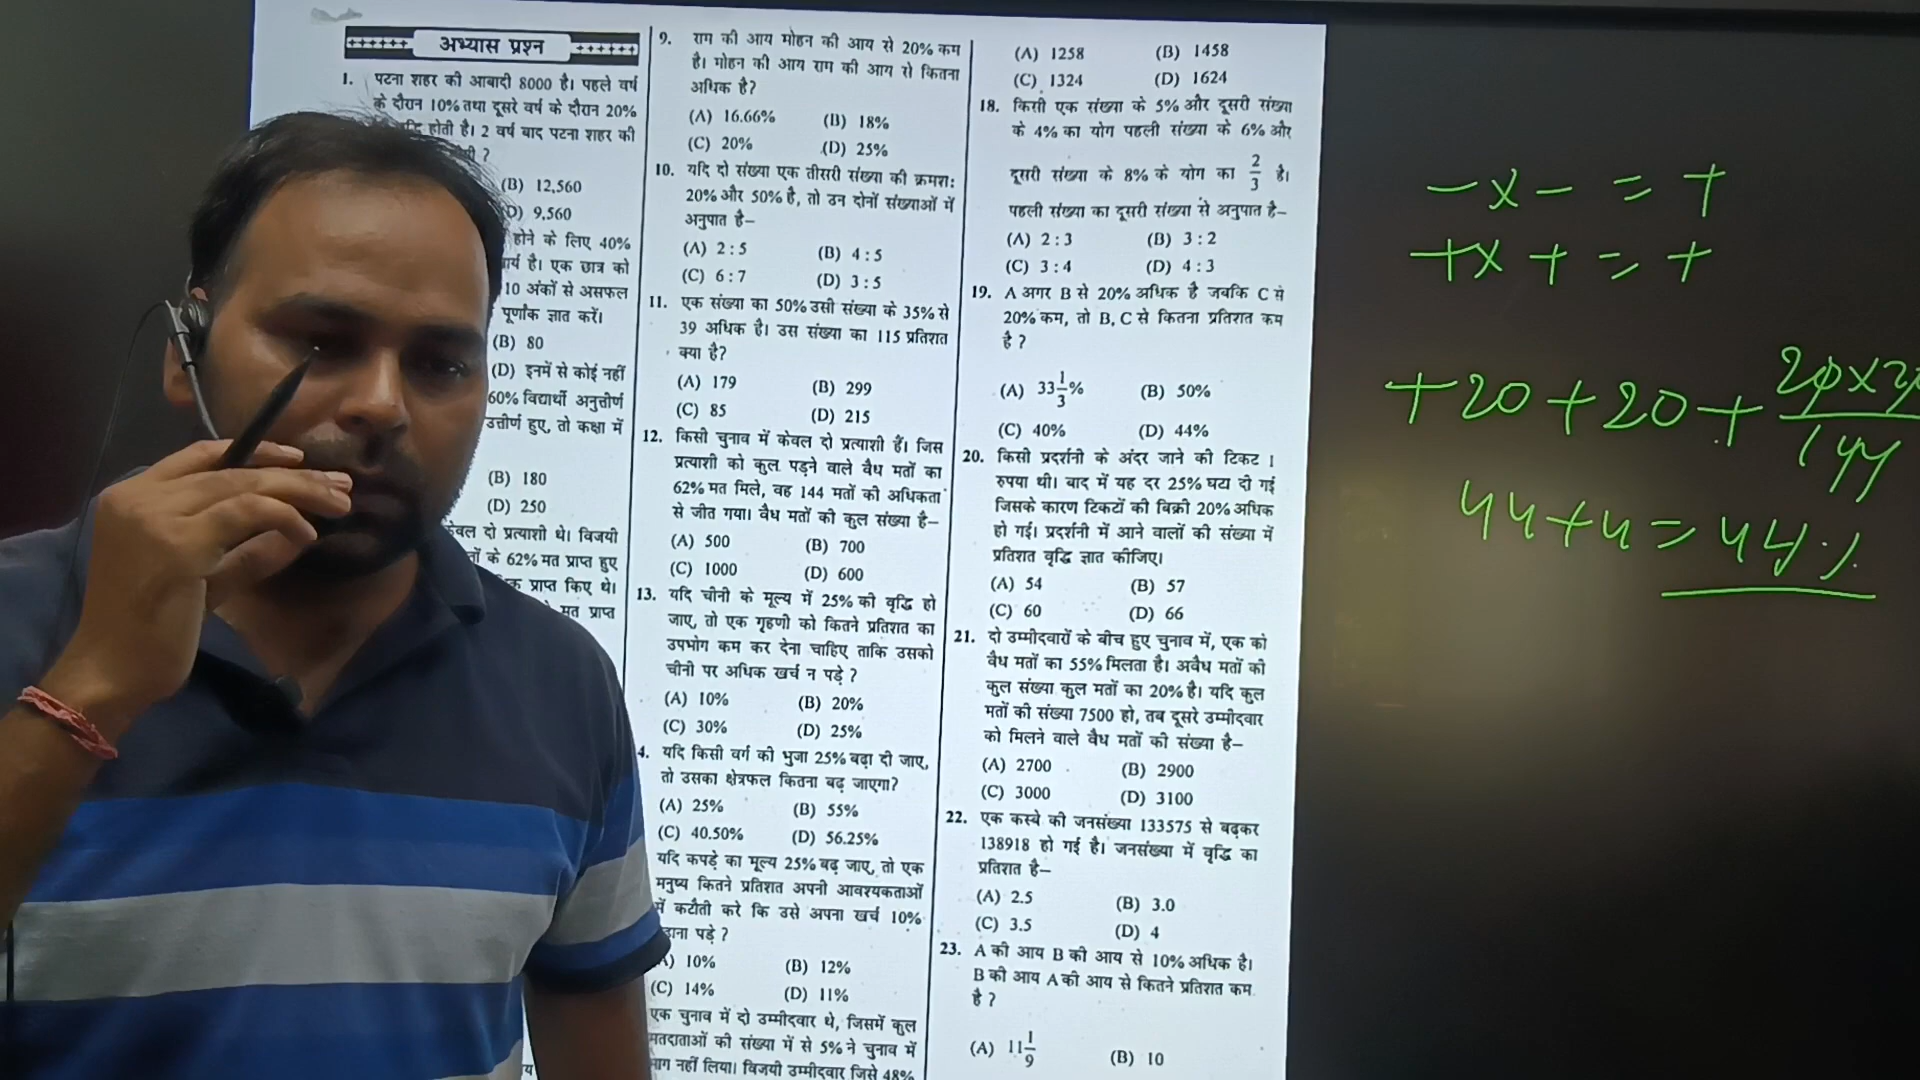 अभ्यास प्रश्न
1. पटना शहर की आबादी 8000 है। पहले वर्ष
के दौरान 10% तथा दूसरे वर्ष के दौरान 20%
होती है। 2 वर्ष बाद पटना शहर की
?
(B) 12,560
(D) 9,560
होने के लिए 40%
है। एक छात्र को
10 अंकों से असफल
पूर्णांक ज्ञात करें।
(B) 80
(D) इनमें से कोई नहीं
60% विद्यार्थी अनुत्तीर्ण
उत्तीर्ण हुए, तो कक्षा में
(B) 180
(D) 250
दो प्रत्याशी थे। विजयी
के 62% मत प्राप्त हुए
प्राप्त किए थे।
मत प्राप्त
9. राम की आय मोहन की आय से 20% कम
है। मोहन की आय राम की आय से कितना
अधिक है?
(A) 16.66% (B) 18%
(C) 20% (D) 25%
10. यदि दो संख्या एक तीसरी संख्या की क्रमश:
20% और 50% है, तो उन दोनों संख्याओं में
अनुपात है–
(A) 2 : 5 (B) 4 : 5
(C) 6 : 7 (D) 3 : 5
11. एक संख्या का 50% उसी संख्या के 35% से
39 अधिक है। उस संख्या का 115 प्रतिशत
क्या है?
(A) 179 (B) 299
(C) 85 (D) 215
12. किसी चुनाव में केवल दो प्रत्याशी हैं। जिस
प्रत्याशी को कुल पड़ने वाले वैध मतों का
62% मत मिले, वह 144 मतों की अधिकता
से जीत गया। वैध मतों की कुल संख्या है–
(A) 500 (B) 700
(C) 1000 (D) 600
13. यदि चीनी के मूल्य में 25% की वृद्धि हो
जाए, तो एक गृहणी को कितने प्रतिशत का
उपभोग कम कर देना चाहिए ताकि उसको
चीनी पर अधिक खर्च न पड़े ?
(A) 10% (B) 20%
(C) 30% (D) 25%
4. यदि किसी वर्ग की भुजा 25% बढ़ा दी जाए,
तो उसका क्षेत्रफल कितना बढ़ जाएगा?
(A) 25% (B) 55%
(C) 40.50% (D) 56.25%
यदि कपड़े का मूल्य 25% बढ़ जाए, तो एक
मनुष्य कितने प्रतिशत अपनी आवश्यकताओं
में कटौती करे कि उसे अपना खर्च 10%
पड़े ?
) 10% (B) 12%
(C) 14% (D) 11%
एक चुनाव में दो उम्मीदवार थे, जिसमें कुल
मतदाताओं की संख्या में से 5% ने चुनाव में
भाग नहीं लिया। विजयी उम्मीदवार जिसे 48%
(A) 1258 (B) 1458
(C) 1324 (D) 1624
18. किसी एक संख्या के 5% और दूसरी संख्या
के 4% का योग पहली संख्या के 6% और
दूसरी संख्या के 8% के योग का 2/3 है।
पहली संख्या का दूसरी संख्या से अनुपात है–
(A) 2 : 3 (B) 3 : 2
(C) 3 : 4 (D) 4 : 3
19. A अगर B से 20% अधिक है जबकि C से
20% कम, तो B, C से कितना प्रतिशत कम
है ?
(A) 33 1/3% (B) 50%
(C) 40% (D) 44%
20. किसी प्रदर्शनी के अंदर जाने की टिकट 1
रुपया थी। बाद में यह दर 25% घटा दी गई
जिसके कारण टिकटों की बिक्री 20% अधिक
हो गई। प्रदर्शनी में आने वालों की संख्या में
प्रतिशत वृद्धि ज्ञात कीजिए।
(A) 54 (B) 57
(C) 60 (D) 66
21. दो उम्मीदवारों के बीच हुए चुनाव में, एक को
वैध मतों का 55% मिलता है। अवैध मतों की
कुल संख्या कुल मतों का 20% है। यदि कुल
मतों की संख्या 7500 हो, तब दूसरे उम्मीदवार
को मिलने वाले वैध मतों की संख्या है–
(A) 2700 (B) 2900
(C) 3000 (D) 3100
22. एक कस्बे की जनसंख्या 133575 से बढ़कर
138918 हो गई है। जनसंख्या में वृद्धि का
प्रतिशत है–
(A) 2.5 (B) 3.0
(C) 3.5 (D) 4
23. A की आय B की आय से 10% अधिक है।
B की आय A की आय से कितने प्रतिशत कम
है ?
(A) 11 1/9 (B) 10
- x - = +
+ x + = +
+20 + 20 +
44 %